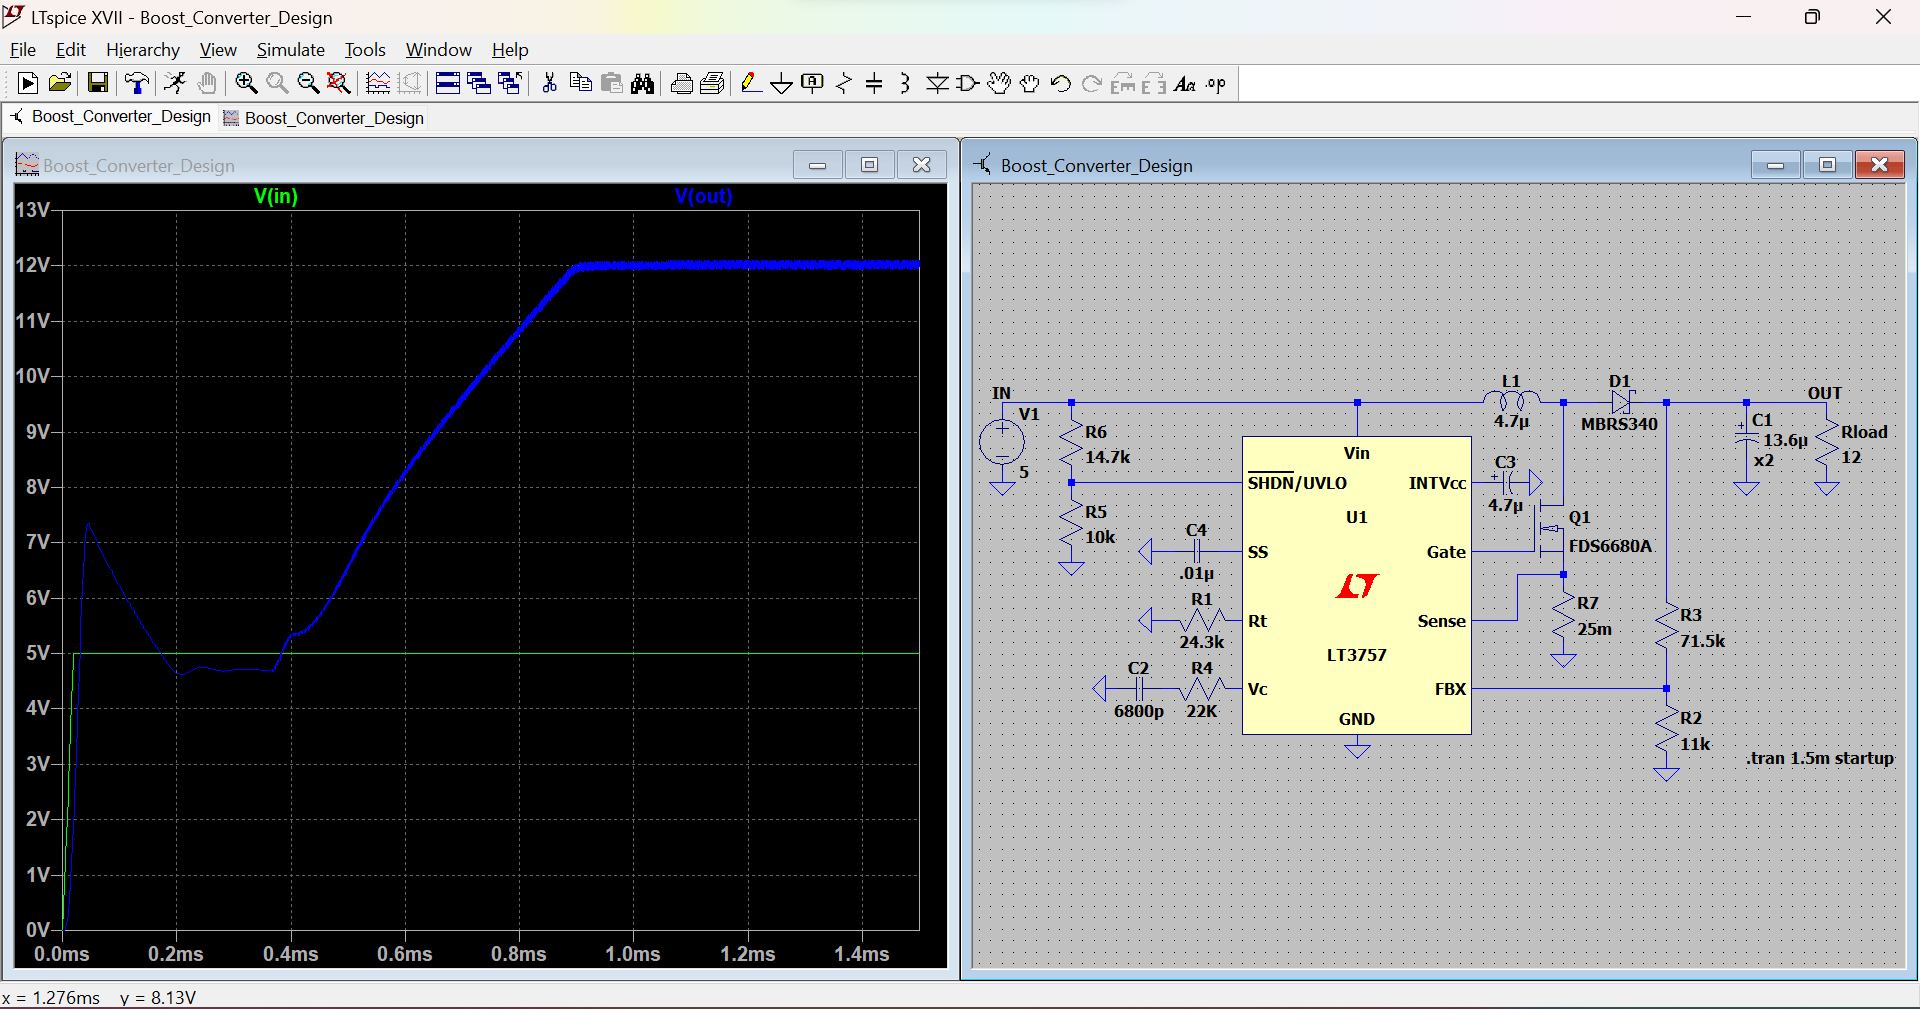 LTspice XVII - Boost_Converter_Design
File Edit Hierarchy View Simulate Tools Window Help
Boost_Converter_Design Boost_Converter_Design
Boost_Converter_Design
V(in) V(out)
13V
12V
11V
10V
9V
8V
7V
6V
5V
4V
3V
2V
1V
0V
0.0ms 0.2ms 0.4ms 0.6ms 0.8ms 1.0ms 1.2ms 1.4ms
Boost_Converter_Design
IN
V1
5
R6
14.7k
R5
10k
C4
.01µ
R1
24.3k
C2
6800p
R4
22K
Vin
SHDN/UVLO
INTVcc
U1
SS
Gate
Rt
Sense
LT3757
Vc
FBX
GND
L1
4.7µ
D1
MBRS340
C3
4.7µ
Q1
FDS6680A
R7
25m
R3
71.5k
R2
11k
C1
13.6µ
x2
OUT
Rload
12
.tran 1.5m startup
x = 1.276ms y = 8.13V